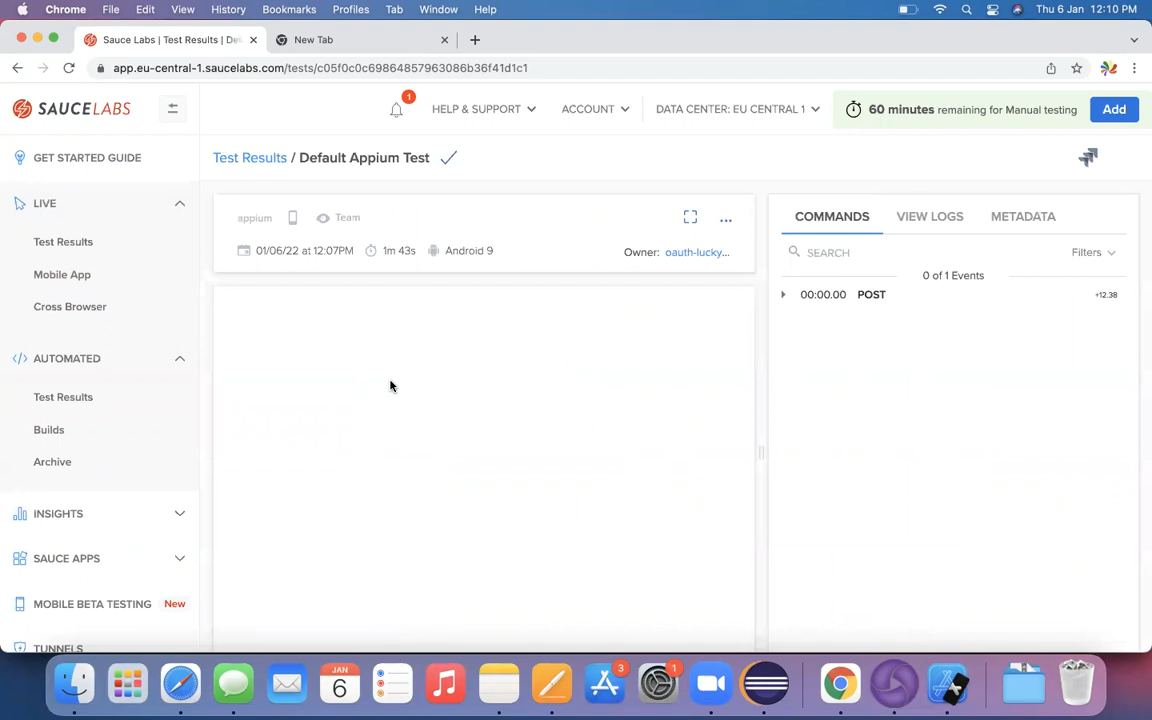 Chrome File Edit View History Bookmarks Profiles Tab Window Help Thu 6 Jan 12:10 PM
Sauce Labs | Test Results | De New Tab
app.eu-central-1.saucelabs.com/tests/c05f0c0c69864857963086b36f41d1c1
SAUCELABS 1 HELP & SUPPORT ACCOUNT DATA CENTER: EU CENTRAL 1 60 minutes remaining for Manual testing Add
GET STARTED GUIDE
Test Results / Default Appium Test
LIVE
Test Results
Mobile App
Cross Browser
AUTOMATED
Test Results
Builds
Archive
INSIGHTS
SAUCE APPS
MOBILE BETA TESTING New
TUNNELS
appium Team ...
01/06/22 at 12:07PM 1m 43s Android 9 Owner: oauth-lucky...
COMMANDS VIEW LOGS METADATA
SEARCH Filters
0 of 1 Events
00:00.00 POST +12.38
JAN
6
3
1